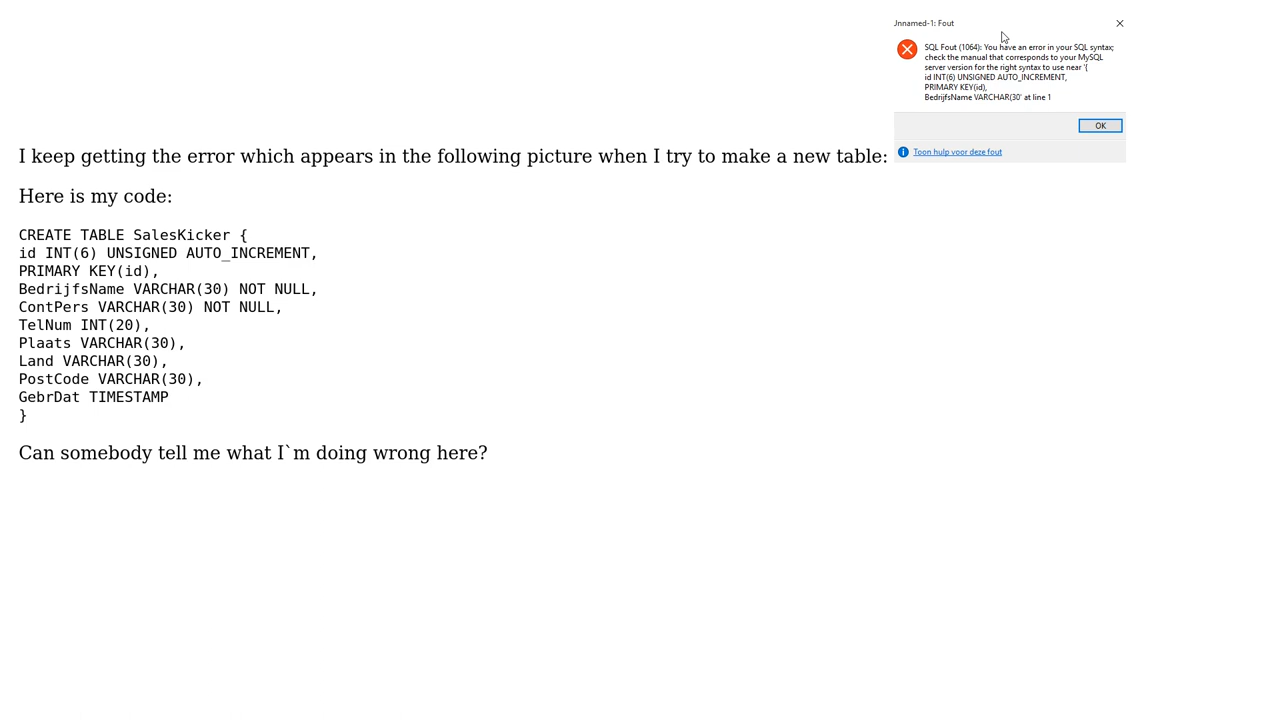 Jnnamed-1: Fout
SQL Fout (1064): You have an error in your SQL syntax;
check the manual that corresponds to your MySQL
server version for the right syntax to use near '{
id INT(6) UNSIGNED AUTO_INCREMENT,
PRIMARY KEY(id),
BedrijfsName VARCHAR(30' at line 1
OK
Toon hulp voor deze fout
I keep getting the error which appears in the following picture when I try to make a new table:
Here is my code:
CREATE TABLE SalesKicker {
id INT(6) UNSIGNED AUTO_INCREMENT,
PRIMARY KEY(id),
BedrijfsName VARCHAR(30) NOT NULL,
ContPers VARCHAR(30) NOT NULL,
TelNum INT(20),
Plaats VARCHAR(30),
Land VARCHAR(30),
PostCode VARCHAR(30),
GebrDat TIMESTAMP
}
Can somebody tell me what I`m doing wrong here?